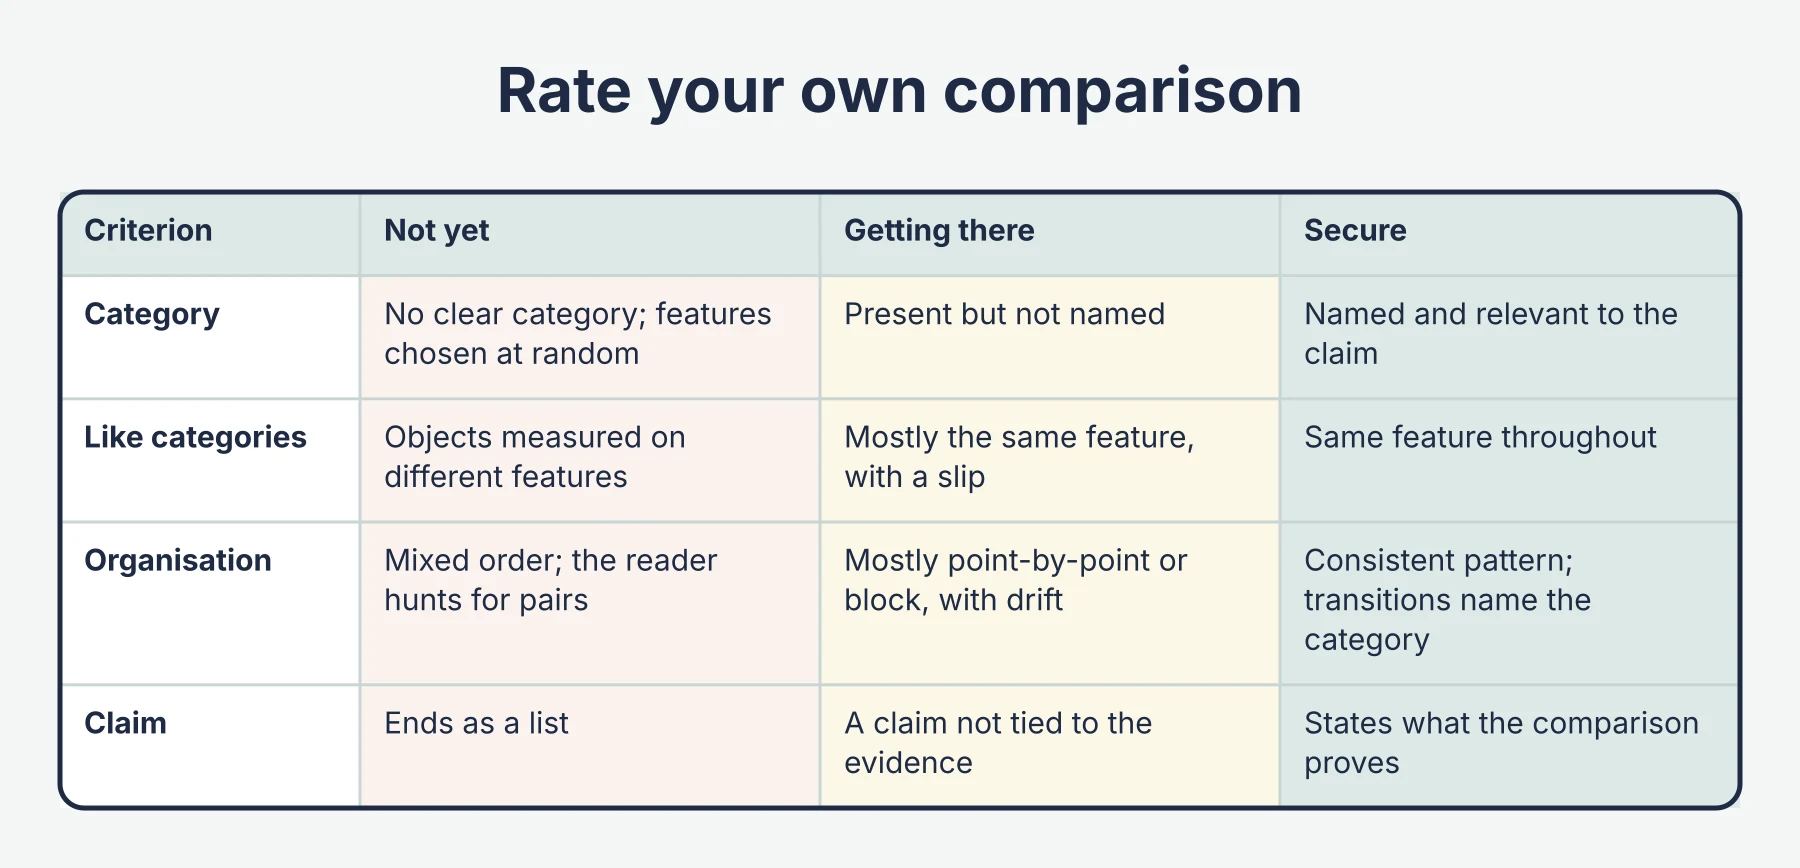 Rate your own comparison
Criterion
Not yet
Getting there
Secure
Category
No clear category; features
chosen at random
Present but not named
Named and relevant to the
claim
Like categories
Objects measured on
different features
Mostly the same feature,
with a slip
Same feature throughout
Organisation
Mixed order; the reader
hunts for pairs
Mostly point-by-point or
block, with drift
Consistent pattern;
transitions name the
category
Claim
Ends as a list
A claim not tied to the
evidence
States what the comparison
proves